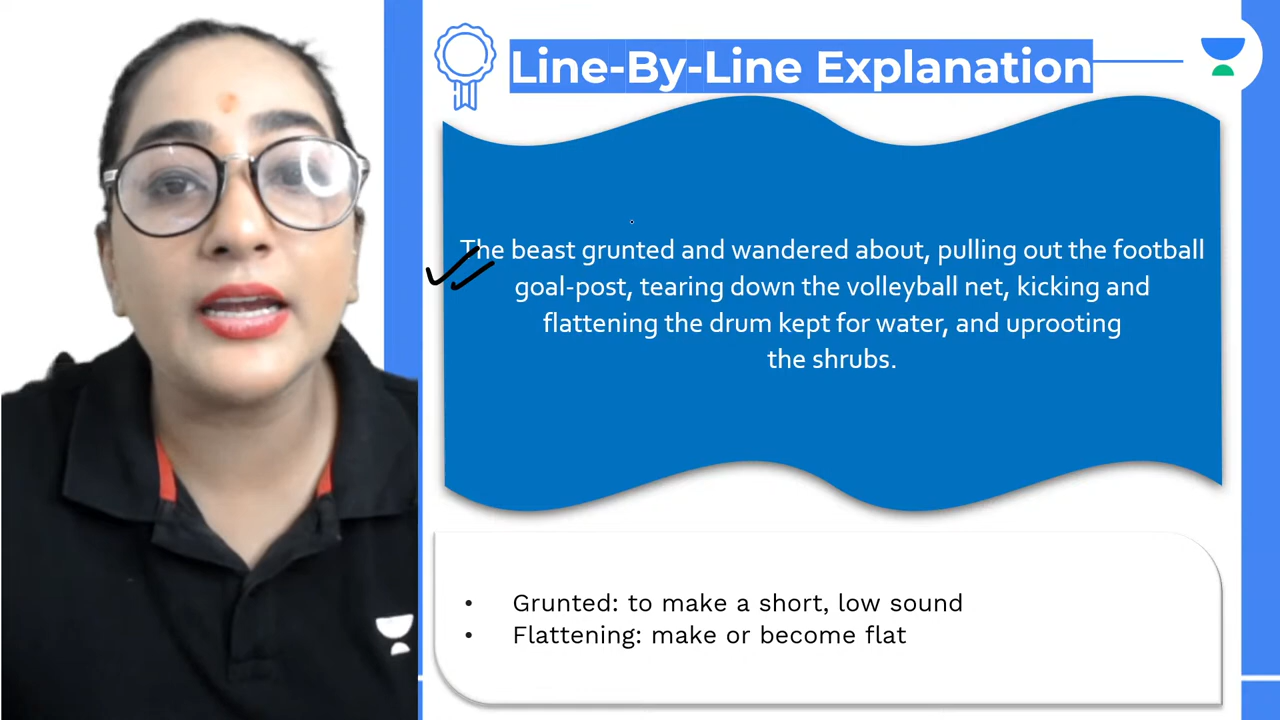 Line-By-Line Explanation
The beast grunted and wandered about, pulling out the football
goal-post, tearing down the volleyball net, kicking and
flattening the drum kept for water, and uprooting
the shrubs.
• Grunted: to make a short, low sound
• Flattening: make or become flat